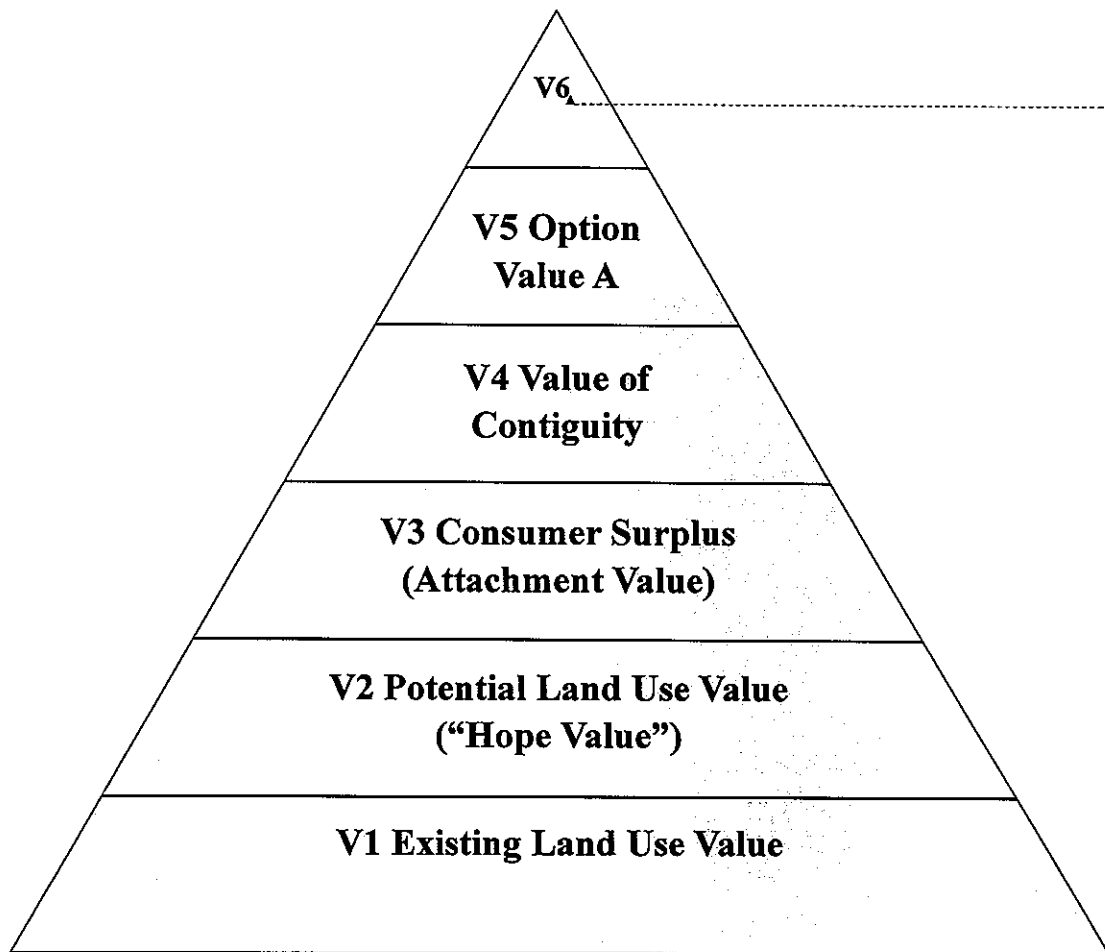 V6
V5 Option
Value A
V4 Value of
Contiguity
V3 Consumer Surplus
(Attachment Value)
V2 Potential Land Use Value
(“Hope Value”)
V1 Existing Land Use Value